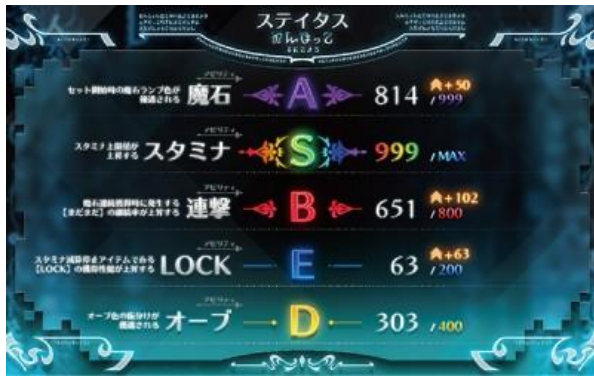 ステイタス
セット開始時の魔石ランプ色が
優遇される
アビリティ
魔石
A
814
+50
/999
スタミナ上限値が
上昇する
アビリティ
スタミナ
S
999
/MAX
魔石連続獲得時に発生する
【まだまだ】の継続率が上昇する
アビリティ
連撃
B
651
+102
/800
スタミナ減算停止アイテムである
【LOCK】の獲得性能が上昇する
アビリティ
LOCK
E
63
+63
/200
オーブ色の振分けが
優遇される
アビリティ
オーブ
D
303
/400